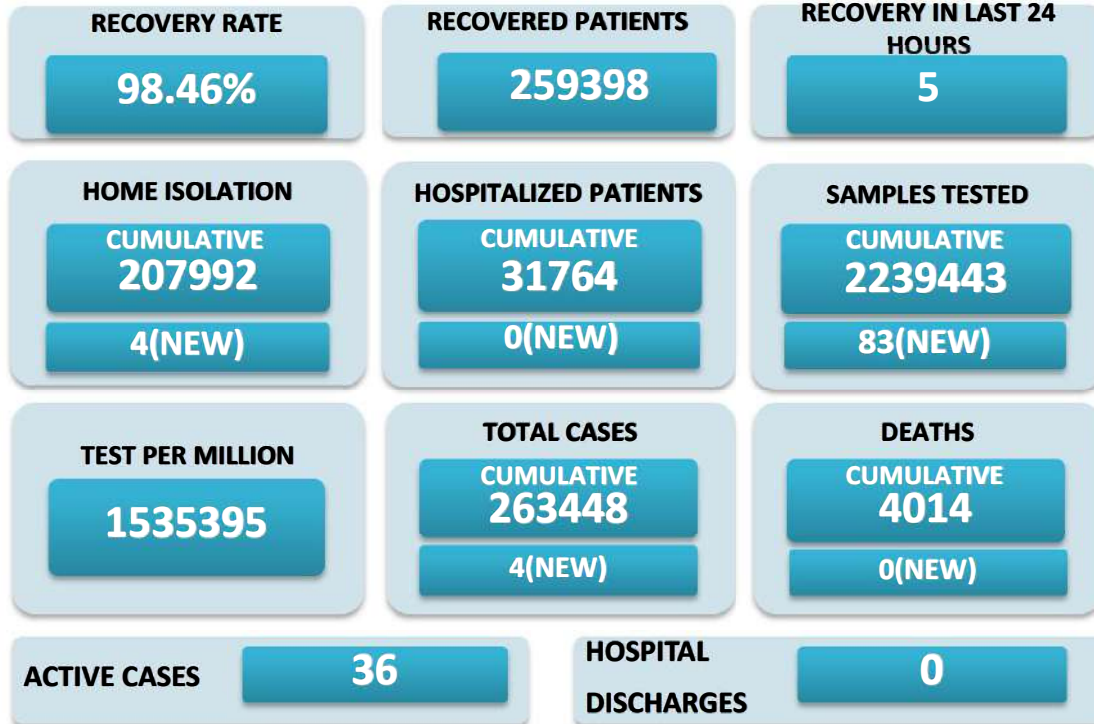 RECOVERY RATE
98.46%
RECOVERED PATIENTS
259398
RECOVERY IN LAST 24
HOURS
5
HOME ISOLATION
CUMULATIVE
207992
4(NEW)
HOSPITALIZED PATIENTS
CUMULATIVE
31764
0(NEW)
SAMPLES TESTED
CUMULATIVE
2239443
83(NEW)
TEST PER MILLION
1535395
TOTAL CASES
CUMULATIVE
263448
4(NEW)
DEATHS
CUMULATIVE
4014
0(NEW)
ACTIVE CASES
36
HOSPITAL
DISCHARGES
0